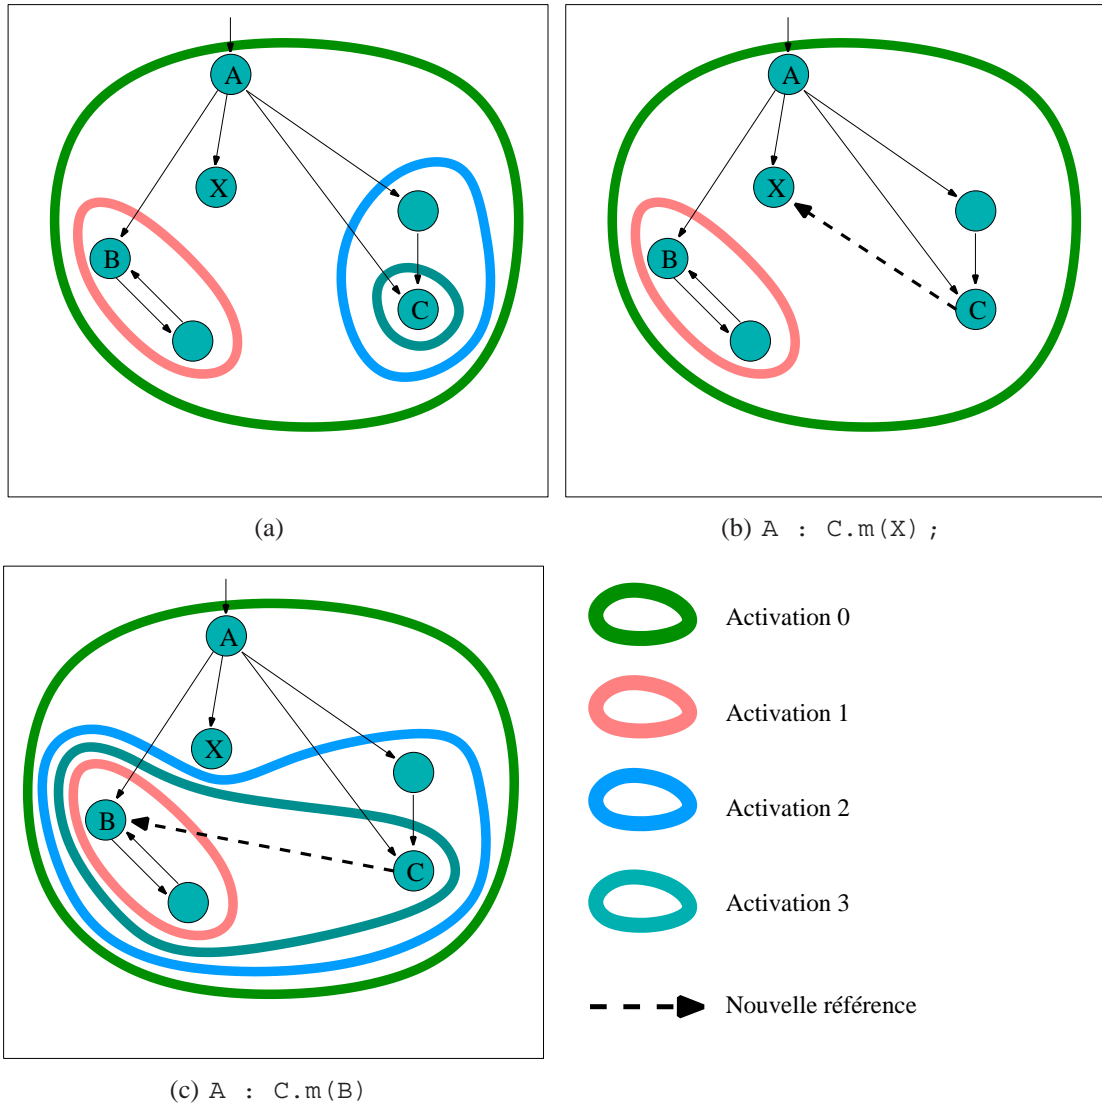 A
X
B
C
(a)
A
X
B
C
(b) A : C.m(X) ;
A
X
B
C
(c) A : C.m(B)
Activation 0
Activation 1
Activation 2
Activation 3
Nouvelle référence